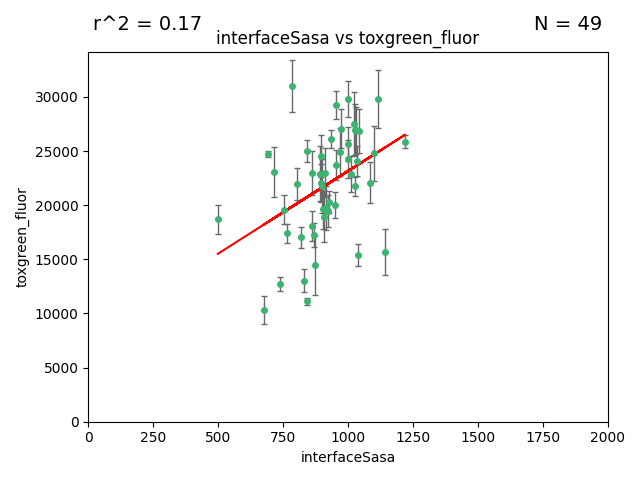 r^2 = 0.17
N = 49
interfaceSasa vs toxgreen_fluor
30000
25000
20000
15000
10000
5000
0
toxgreen_fluor
0 250 500 750 1000 1250 1500 1750 2000
interfaceSasa